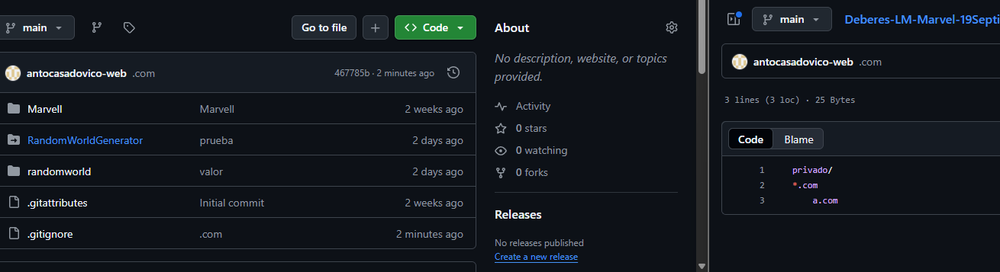 main
Go to file
Code
antocasadovico-web .com 467785b · 2 minutes ago
Marvell Marvell 2 weeks ago
RandomWorldGenerator prueba 2 days ago
randomworld valor 2 days ago
.gitattributes Initial commit 2 weeks ago
.gitignore .com 2 minutes ago
About
No description, website, or topics
provided.
Activity
0 stars
0 watching
0 forks
Releases
No releases published
Create a new release
main Deberes-LM-Marvel-19Septi
antocasadovico-web .com
3 lines (3 loc) · 25 Bytes
Code Blame
1 privado/
2 *.com
3 a.com